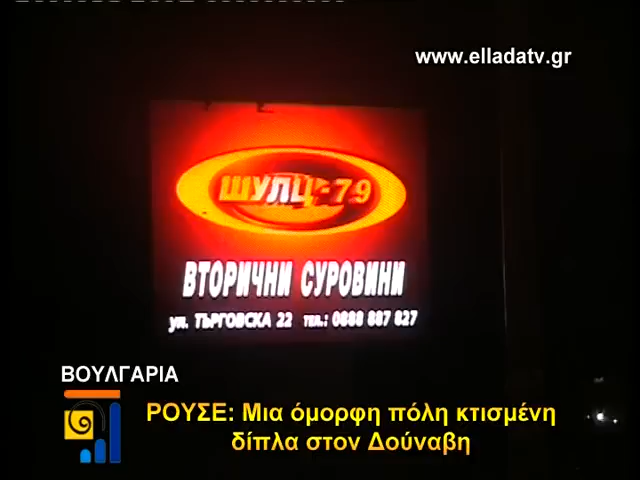 www.elladatv.gr
ШУЛЦ-79
ВТОРИЧНИ СУРОВИНИ
ул. ТЪРГОВСКА 22 тел.: 0888 887 827
ΒΟΥΛΓΑΡΙΑ
ΡΟΥΣΕ: Μια όμορφη πόλη κτισμένη
δίπλα στον Δούναβη